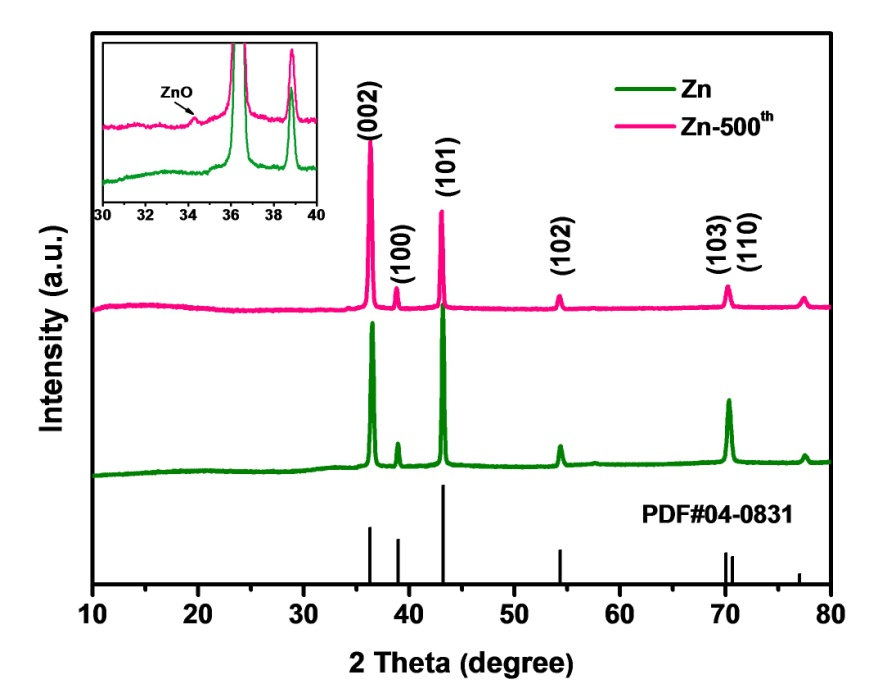 ZnO
30 32 34 36 38 40
Zn
Zn-500th
(002)
(100)
(101)
(102)
(103)
(110)
Intensity (a.u.)
PDF#04-0831
10 20 30 40 50 60 70 80
2 Theta (degree)